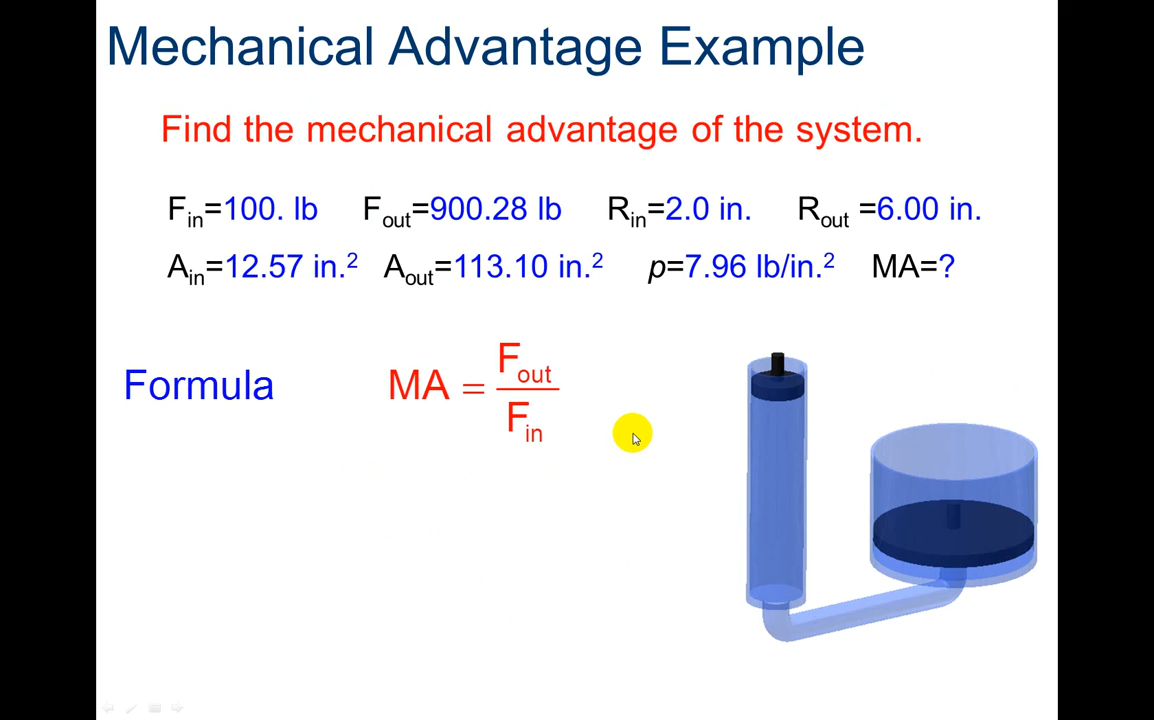 Mechanical Advantage Example
Find the mechanical advantage of the system.
Fin=100. lb Fout=900.28 lb Rin=2.0 in. Rout =6.00 in.
Ain=12.57 in.2 Aout=113.10 in.2 p=7.96 lb/in.2 MA=?
Formula MA = Fout/Fin